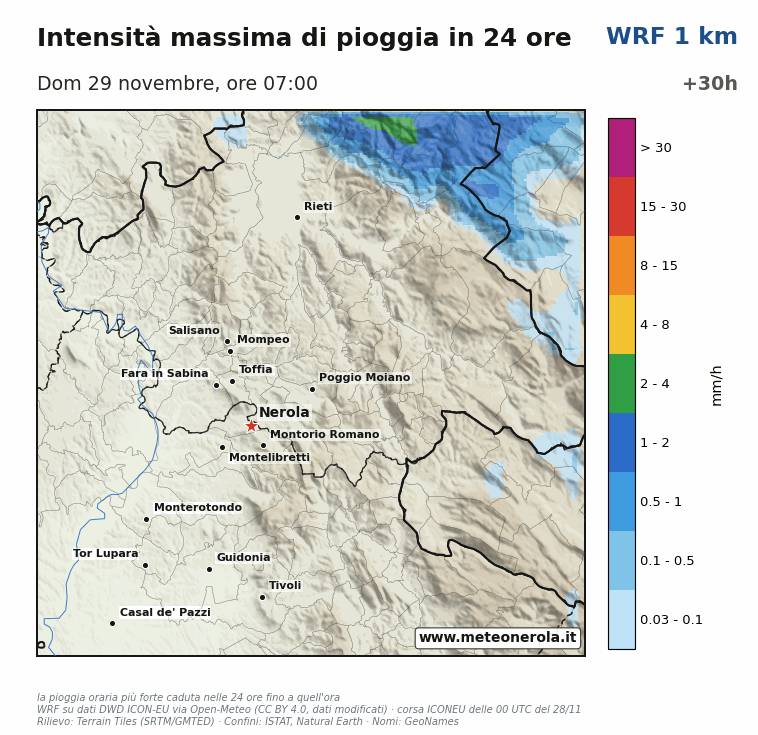 Intensità massima di pioggia in 24 ore
WRF 1 km
Dom 29 novembre, ore 07:00
+30h
Rieti
Salisano
Mompeo
Fara in Sabina
Toffia
Poggio Moiano
Nerola
Montorio Romano
Montelibretti
Monterotondo
Tor Lupara
Guidonia
Tivoli
Casal de' Pazzi
www.meteonerola.it
> 30
15 - 30
8 - 15
4 - 8
2 - 4
1 - 2
0.5 - 1
0.1 - 0.5
0.03 - 0.1
mm/h
la pioggia oraria più forte caduta nelle 24 ore fino a quell'ora
WRF su dati DWD ICON-EU via Open-Meteo (CC BY 4.0, dati modificati) · corsa ICONEU delle 00 UTC del 28/11
Rilievo: Terrain Tiles (SRTM/GMTED) · Confini: ISTAT, Natural Earth · Nomi: GeoNames